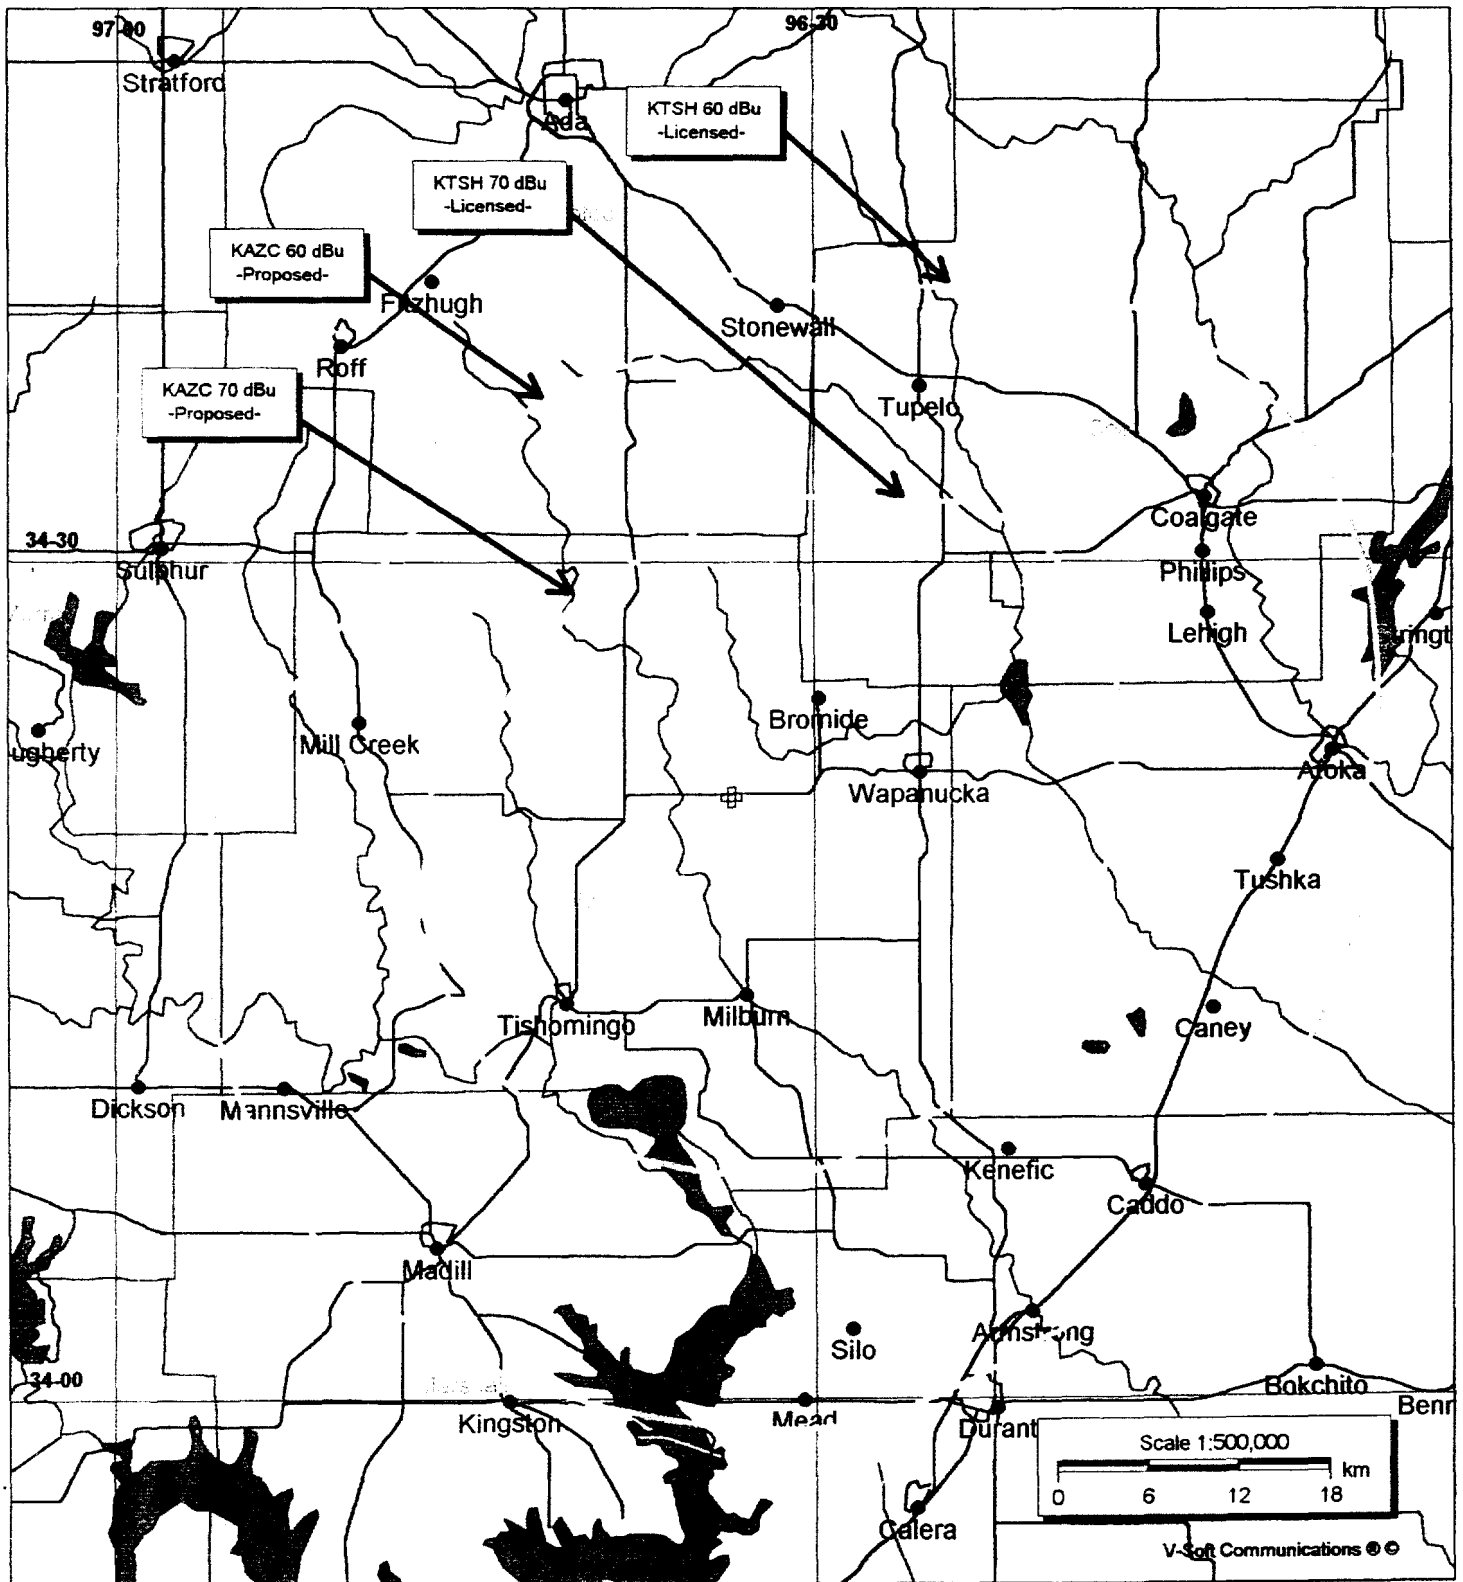 97-00
96-30
Stratford
Ada
KTSH 60 dBu
-Licensed-
KTSH 70 dBu
-Licensed-
KAZC 60 dBu
-Proposed-
Fitzhugh
Stonewall
Roff
KAZC 70 dBu
-Proposed-
Tupelo
Coalgate
34-30
Sulphur
Phillips
Lehigh
ringt
Bromide
ugherty
Mill Creek
Atoka
Wapanucka
Tushka
Tishomingo
Milburn
Caney
Dickson
Mannsville
Kenefic
Caddo
Madill
Armstrong
Silo
34-00
Bokchito
Kingston
Mead
Durant
Benr
Scale 1:500,000
km
0 6 12 18
Calera
V-Soft Communications ® ©